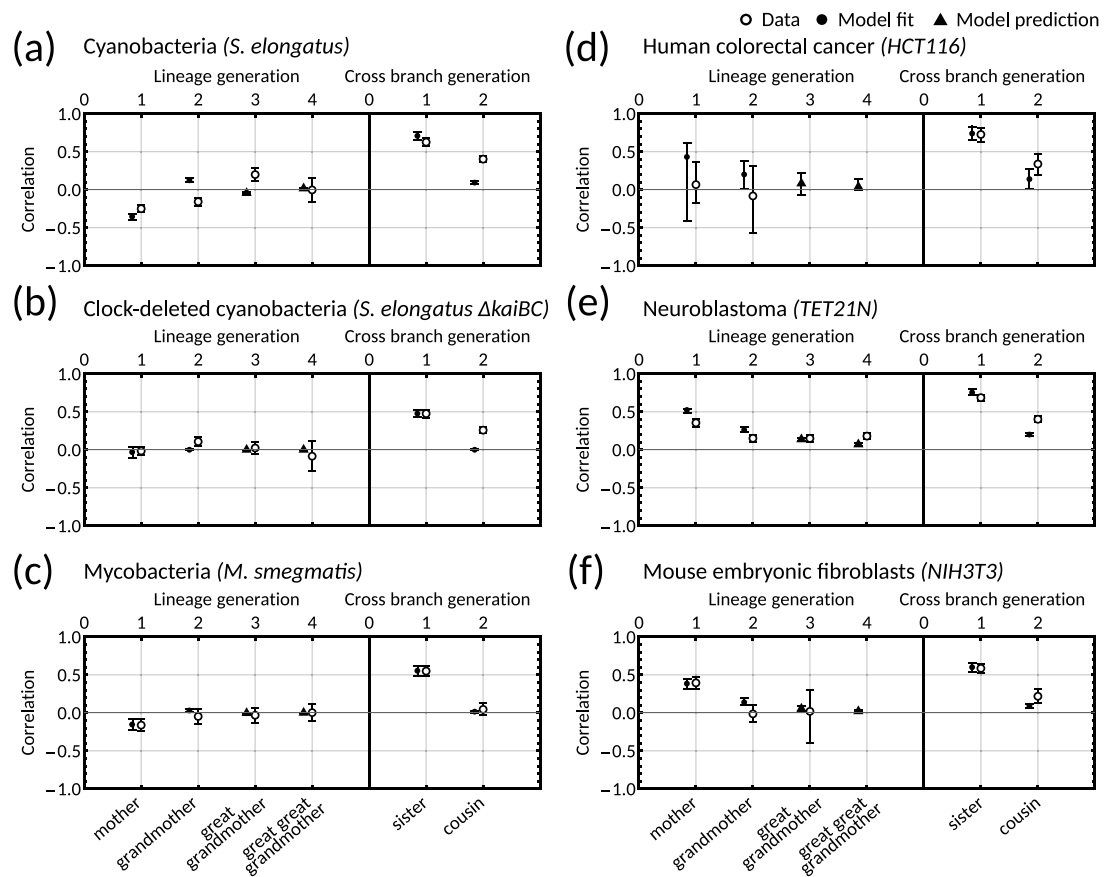 Data Model fit Model prediction
(a) Cyanobacteria (S. elongatus)
Lineage generation Cross branch generation
0 1 2 3 4 0 1 2
1.0
0.5
0.0
−0.5
−1.0
Correlation
(b) Clock-deleted cyanobacteria (S. elongatus ΔkaiBC)
Lineage generation Cross branch generation
0 1 2 3 4 0 1 2
1.0
0.5
0.0
−0.5
−1.0
Correlation
(c) Mycobacteria (M. smegmatis)
Lineage generation Cross branch generation
0 1 2 3 4 0 1 2
1.0
0.5
0.0
−0.5
−1.0
Correlation
mother
grandmother
great
grandmother
great great
grandmother
sister
cousin
(d) Human colorectal cancer (HCT116)
Lineage generation Cross branch generation
0 1 2 3 4 0 1 2
1.0
0.5
0.0
−0.5
−1.0
Correlation
(e) Neuroblastoma (TET21N)
Lineage generation Cross branch generation
0 1 2 3 4 0 1 2
1.0
0.5
0.0
−0.5
−1.0
Correlation
(f) Mouse embryonic fibroblasts (NIH3T3)
Lineage generation Cross branch generation
0 1 2 3 4 0 1 2
1.0
0.5
0.0
−0.5
−1.0
Correlation
mother
grandmother
great
grandmother
great great
grandmother
sister
cousin